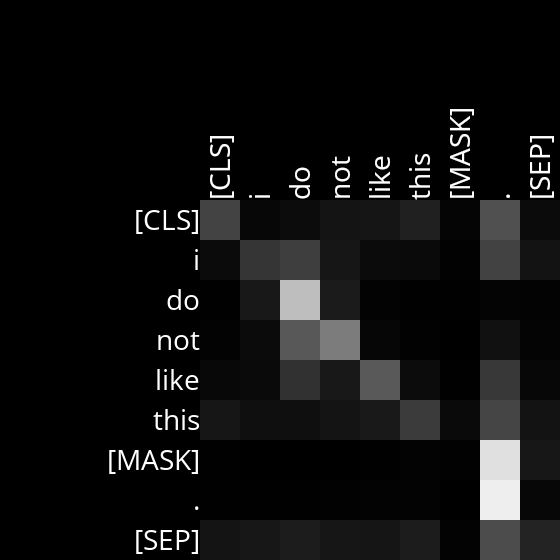 [CLS] i do not like this [MASK] . [SEP]
[CLS]
i
do
not
like
this
[MASK]
.
[SEP]